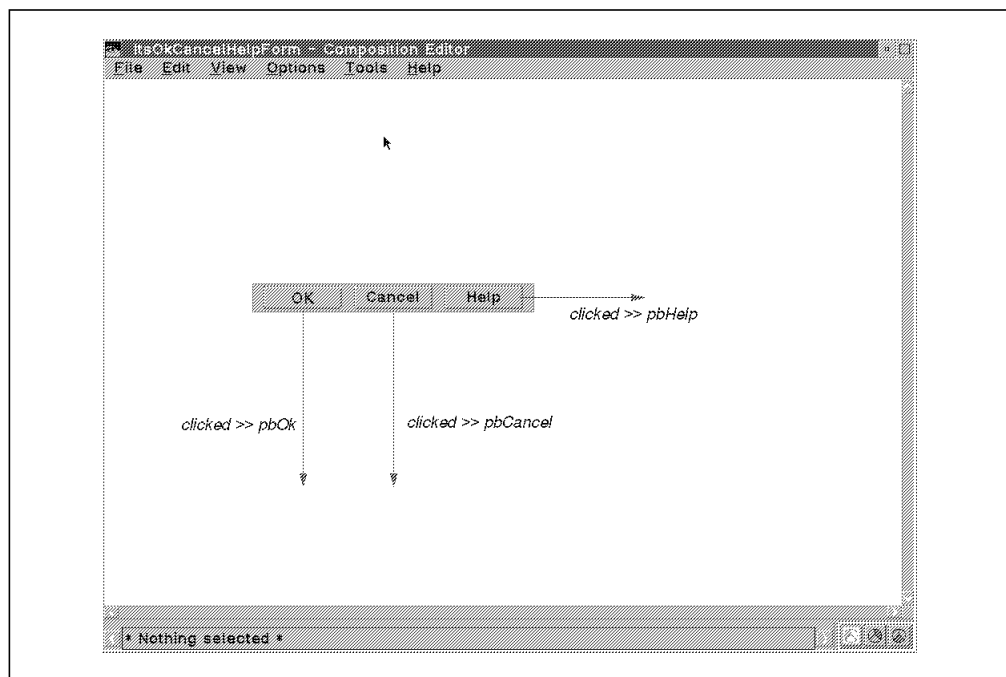 ItsOkCancelHelpForm - Composition Editor
File Edit View Options Tools Help
OK Cancel Help
clicked >> pbHelp
clicked >> pbOk
clicked >> pbCancel
* Nothing selected *